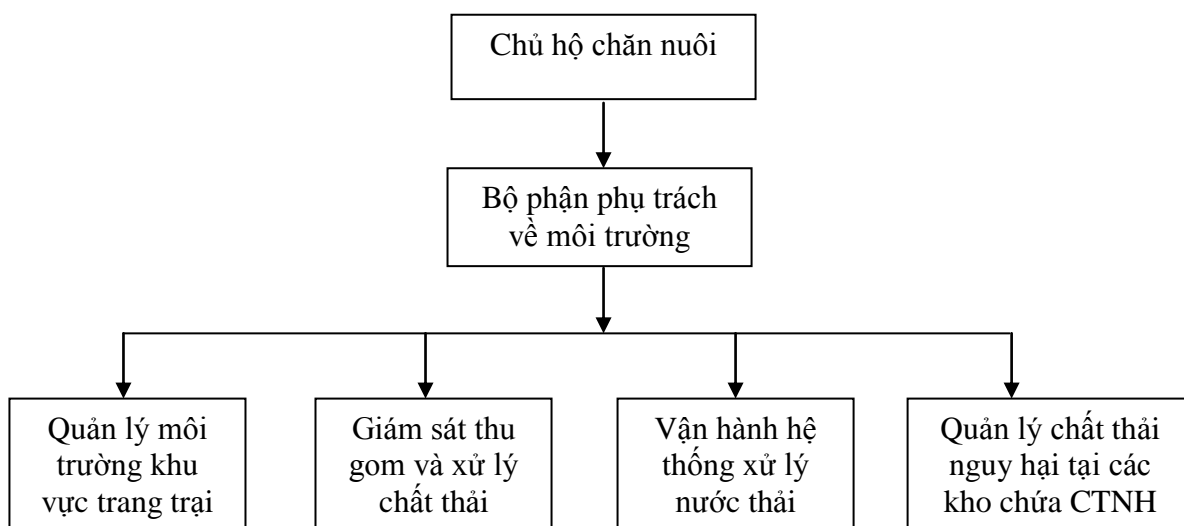 Chủ hộ chăn nuôi
Bộ phận phụ trách
về môi trường
Quản lý môi
trường khu
vực trang trại
Giám sát thu
gom và xử lý
chất thải
Vận hành hệ
thống xử lý
nước thải
Quản lý chất thải
nguy hại tại các
kho chứa CTNH